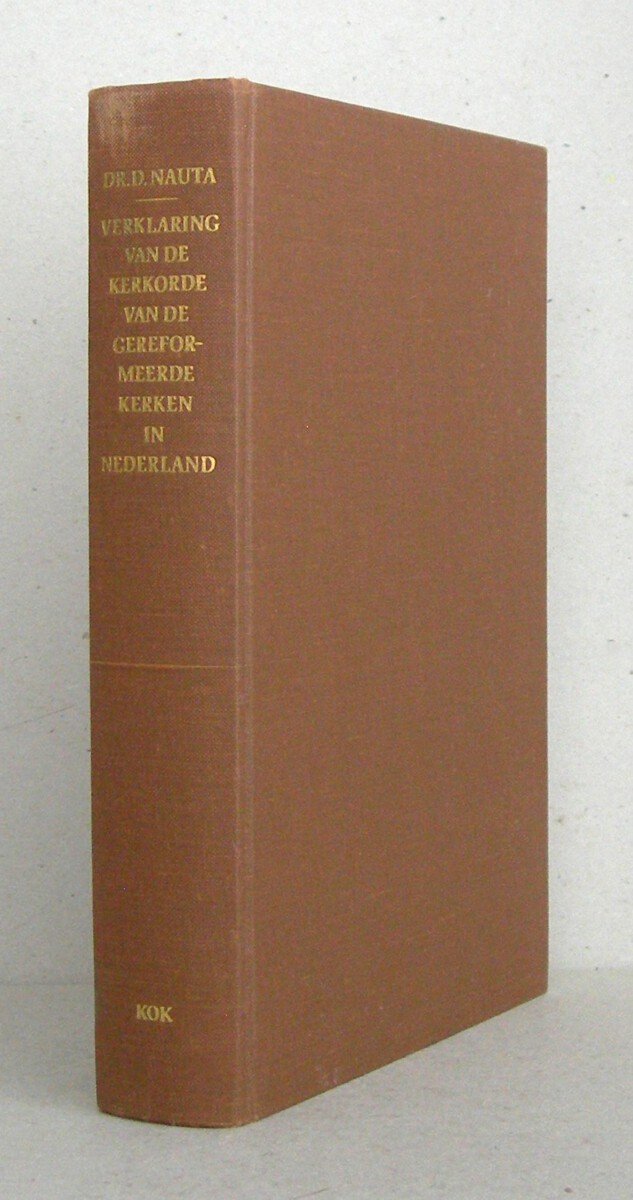 DR. D. NAUTA
VERKLARING
VAN DE
KERKORDE
VAN DE
GEREFOR-
MEERDE
KERKEN
IN
NEDERLAND
KOK